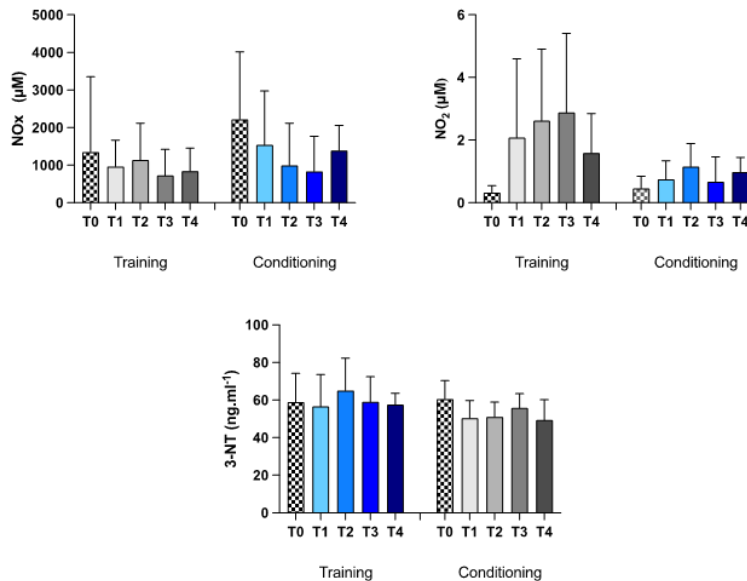 NOx (µM)
5000
4000
3000
2000
1000
0
T0 T1 T2 T3 T4 T0 T1 T2 T3 T4
Training Conditioning
NO₂ (µM)
6
4
2
0
T0 T1 T2 T3 T4 T0 T1 T2 T3 T4
Training Conditioning
3-NT (ng.ml⁻¹)
100
80
60
40
20
0
T0 T1 T2 T3 T4 T0 T1 T2 T3 T4
Training Conditioning